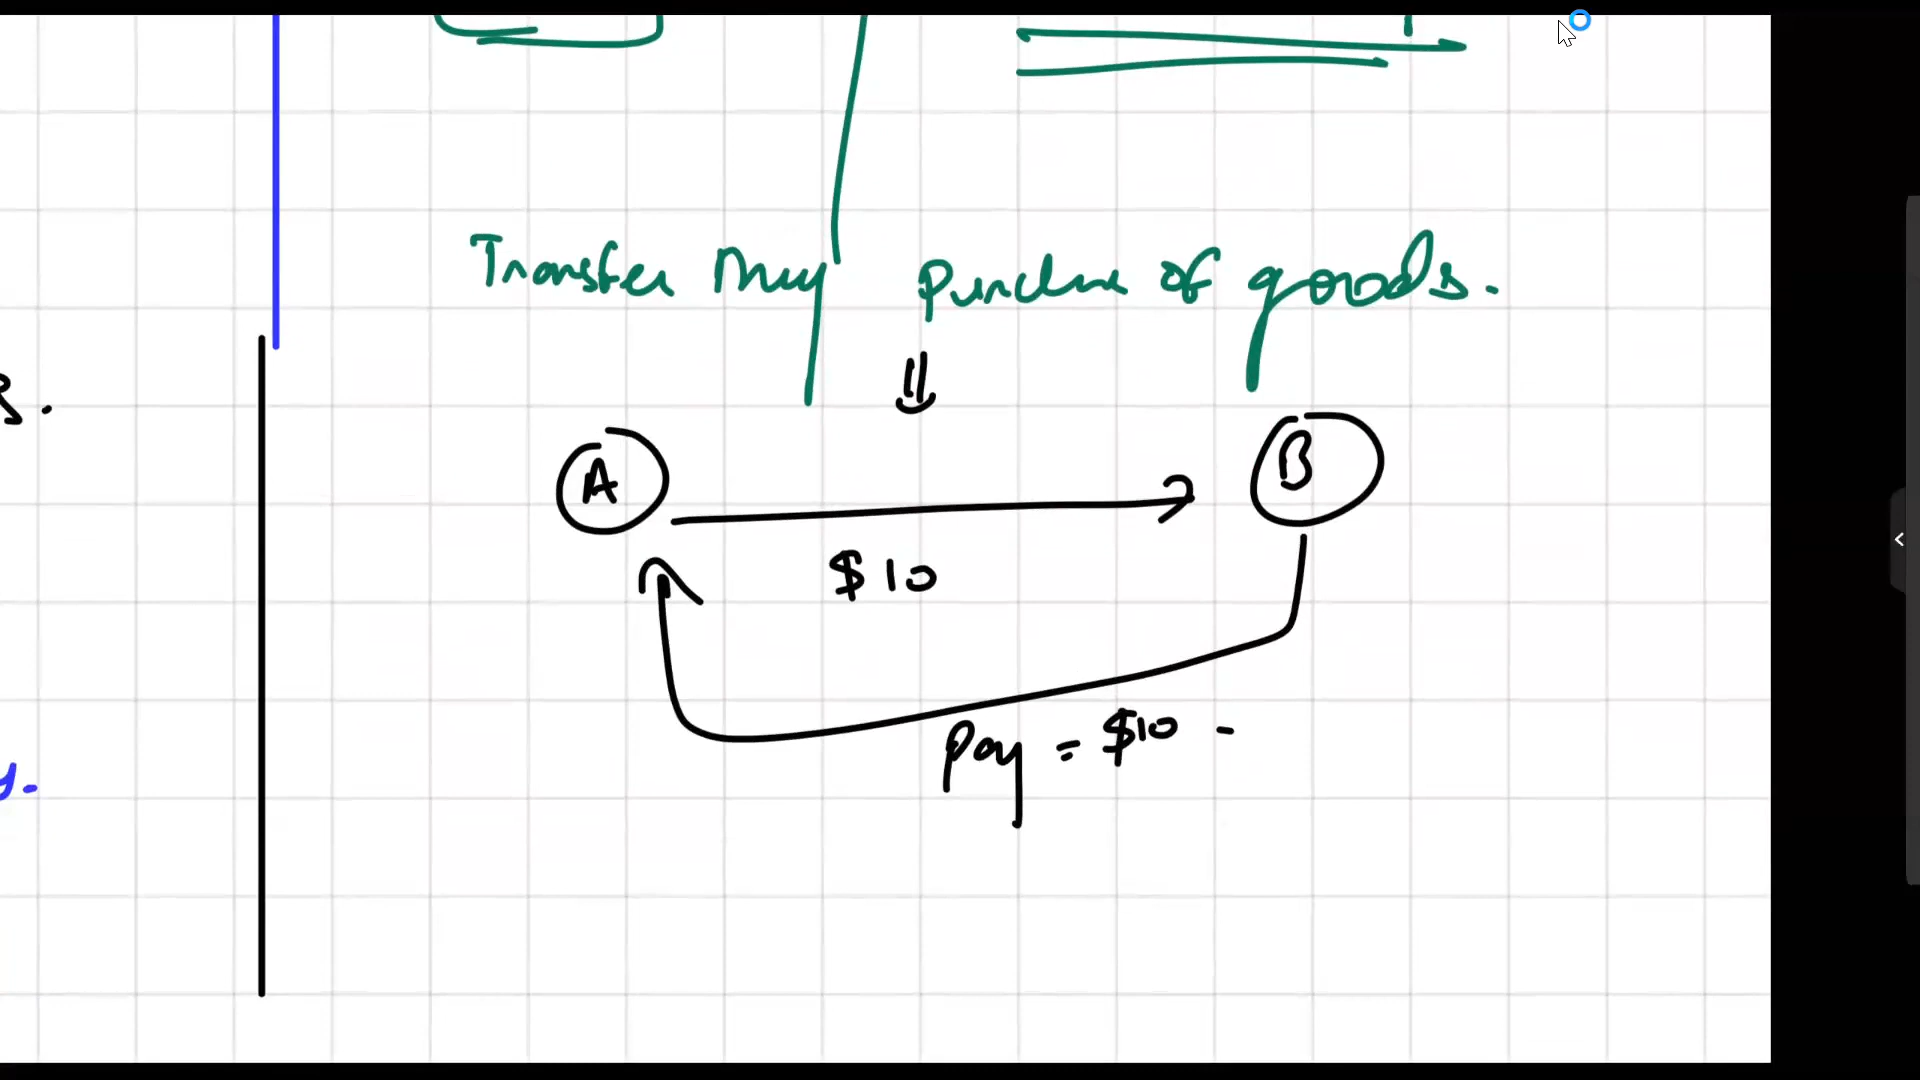 Transfer Money purchase of goods.
s.
A
B
$10
Pay = $10 -
y.